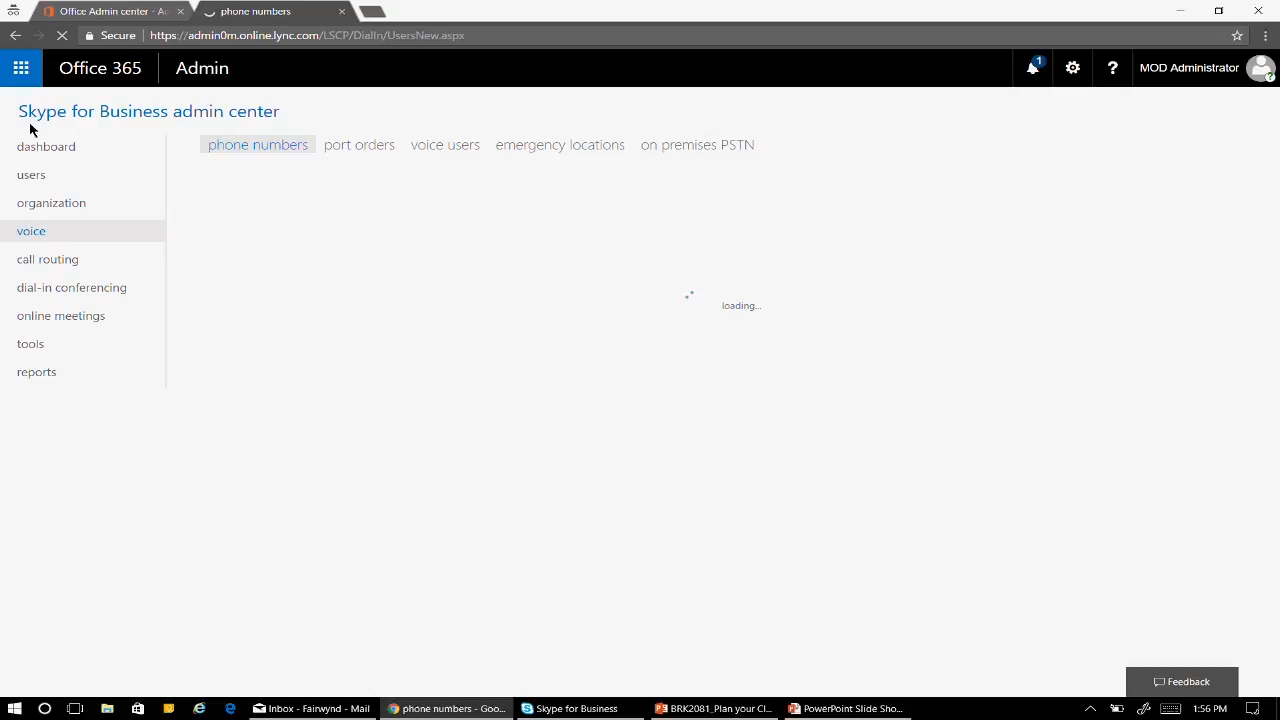 Office Admin center - Ac
phone numbers
Secure
https://admin0m.online.lync.com/LSCP/DialIn/UsersNew.aspx
Office 365
Admin
1
?
MOD Administrator
Skype for Business admin center
dashboard
users
organization
voice
call routing
dial-in conferencing
online meetings
tools
reports
phone numbers
port orders
voice users
emergency locations
on premises PSTN
loading...
Feedback
Inbox - Fairwynd - Mail
phone numbers - Goo...
Skype for Business
BRK2081_Plan your Cl...
PowerPoint Slide Sho...
1:56 PM